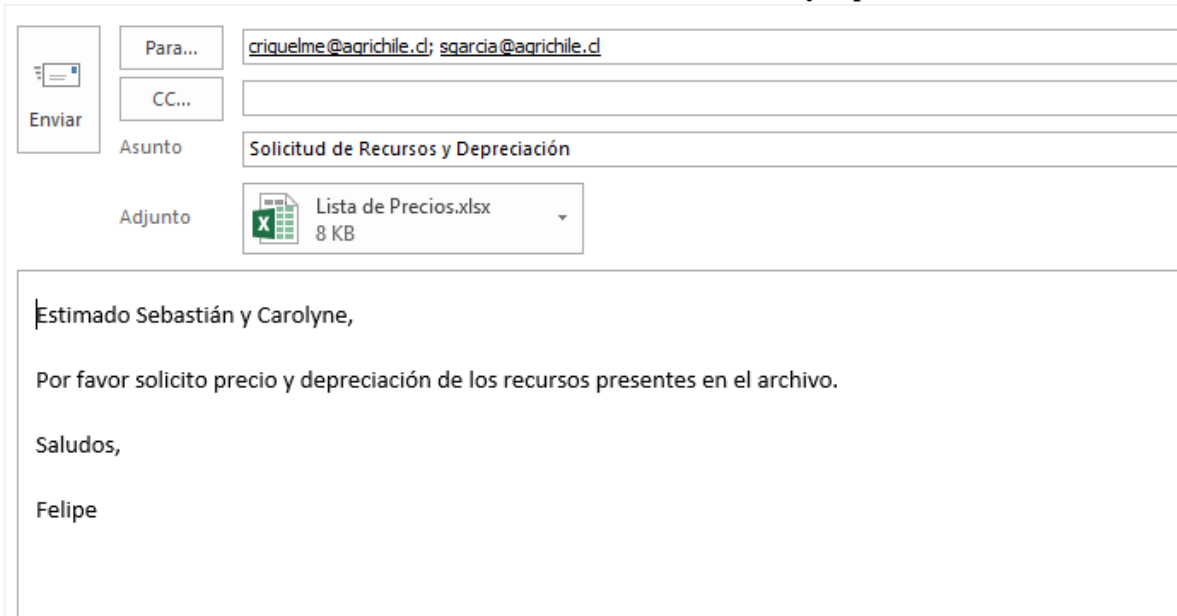 Para...
criquelme@agrichile.cl; sgarcia@agrichile.cl
CC...
Enviar
Asunto
Solicitud de Recursos y Depreciación
Adjunto
Lista de Precios.xlsx
8 KB
Estimado Sebastián y Carolyne,
Por favor solicito precio y depreciación de los recursos presentes en el archivo.
Saludos,
Felipe